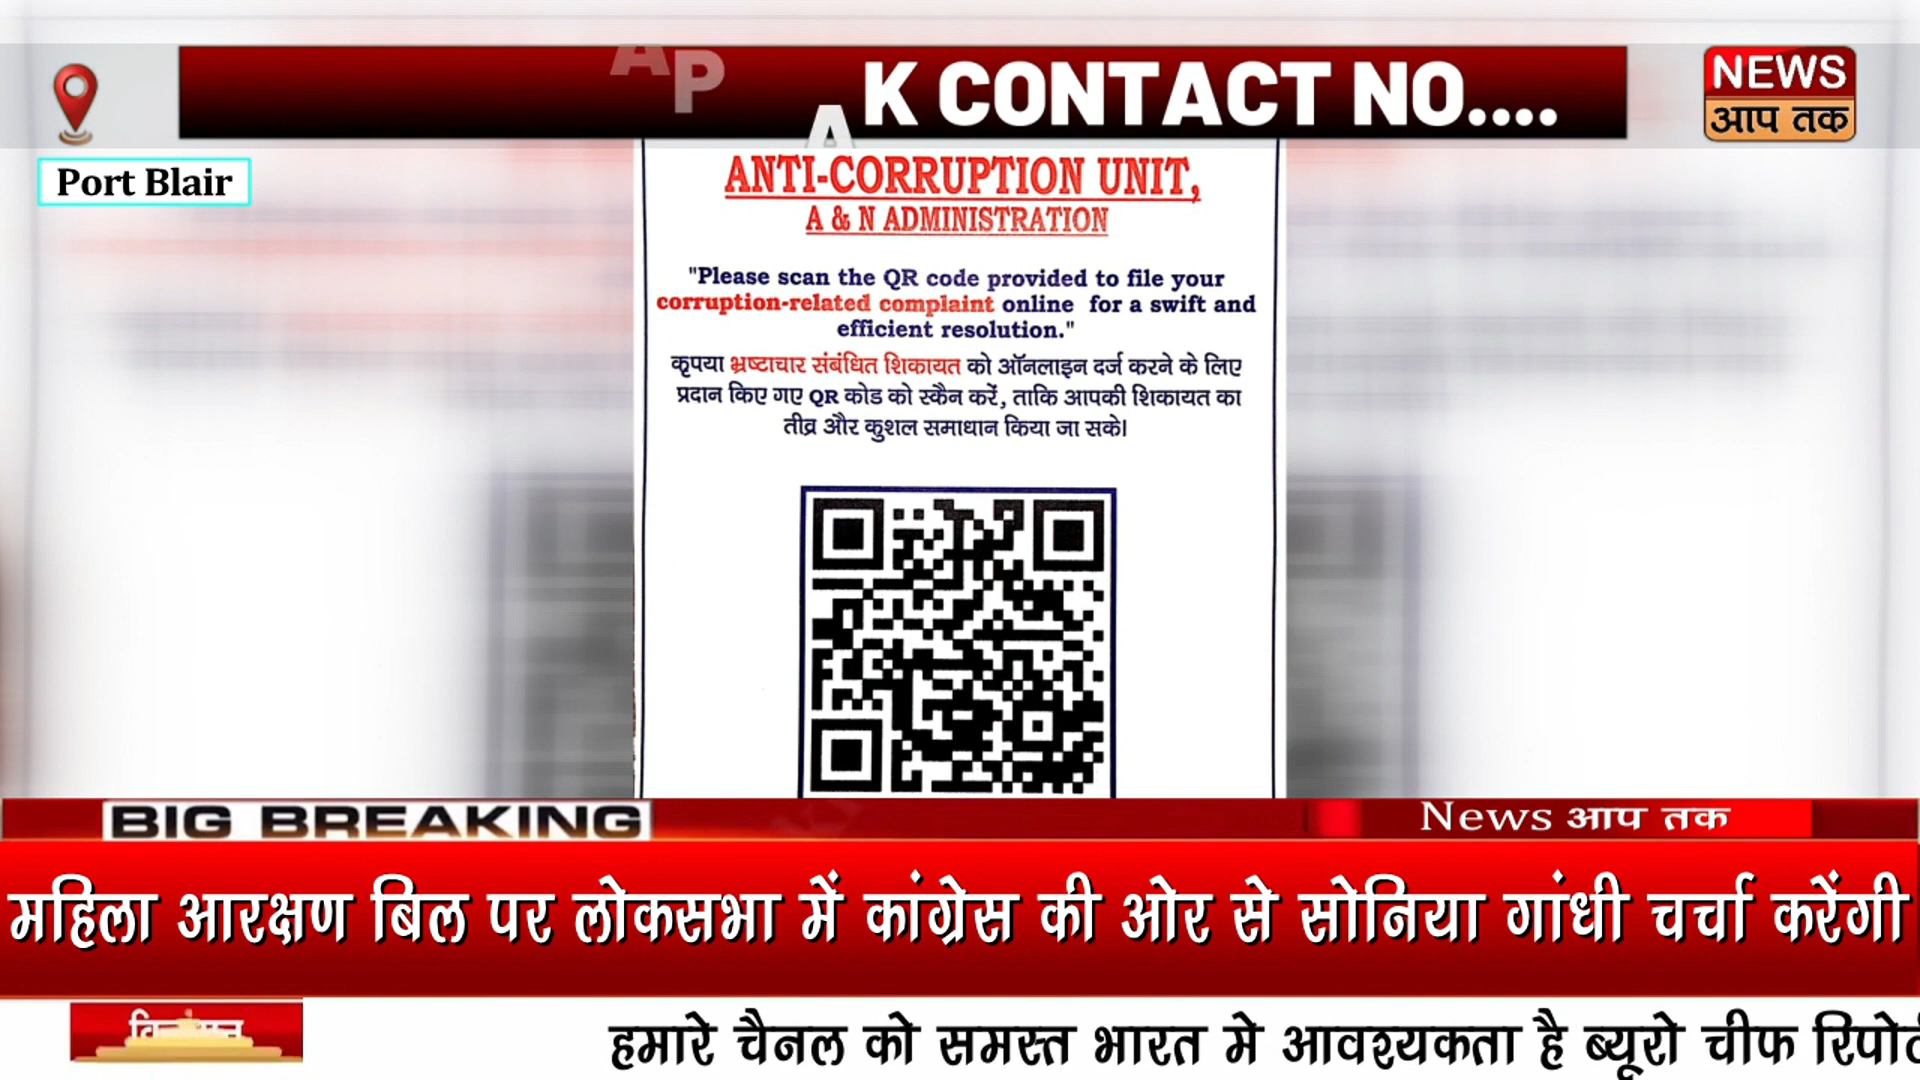 K CONTACT NO....
NEWS
आप तक
Port Blair
ANTI-CORRUPTION UNIT,
A & N ADMINISTRATION
"Please scan the QR code provided to file your
corruption-related complaint online for a swift and
efficient resolution."
कृपया भ्रष्टाचार संबंधित शिकायत को ऑनलाइन दर्ज करने के लिए
प्रदान किए गए QR कोड को स्कैन करें, ताकि आपकी शिकायत का
तीव्र और कुशल समाधान किया जा सके।
BIG BREAKING
News आप तक
महिला आरक्षण बिल पर लोकसभा में कांग्रेस की ओर से सोनिया गांधी चर्चा करेंगी
हमारे चैनल को समस्त भारत मे आवश्यकता है ब्यूरो चीफ